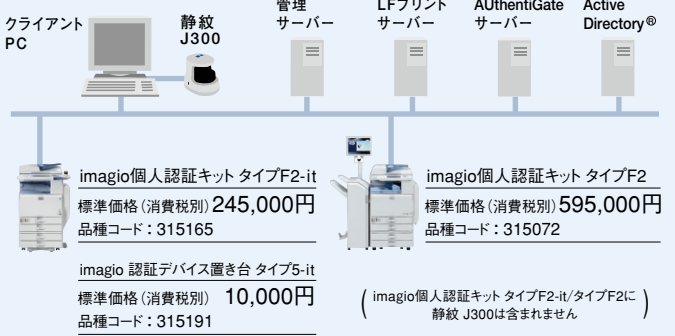 クライアント
PC
静紋
J300
管理
サーバー
LFプリント
サーバー
AUthentiGate
サーバー
Active
Directory®
imagio個人認証キット タイプF2-it
標準価格(消費税別)245,000円
品種コード:315165
imagio 認証デバイス置き台 タイプ5-it
標準価格(消費税別) 10,000円
品種コード:315191
imagio個人認証キット タイプF2
標準価格(消費税別)595,000円
品種コード:315072
(imagio個人認証キット タイプF2-it/タイプF2に
静紋 J300は含まれません)